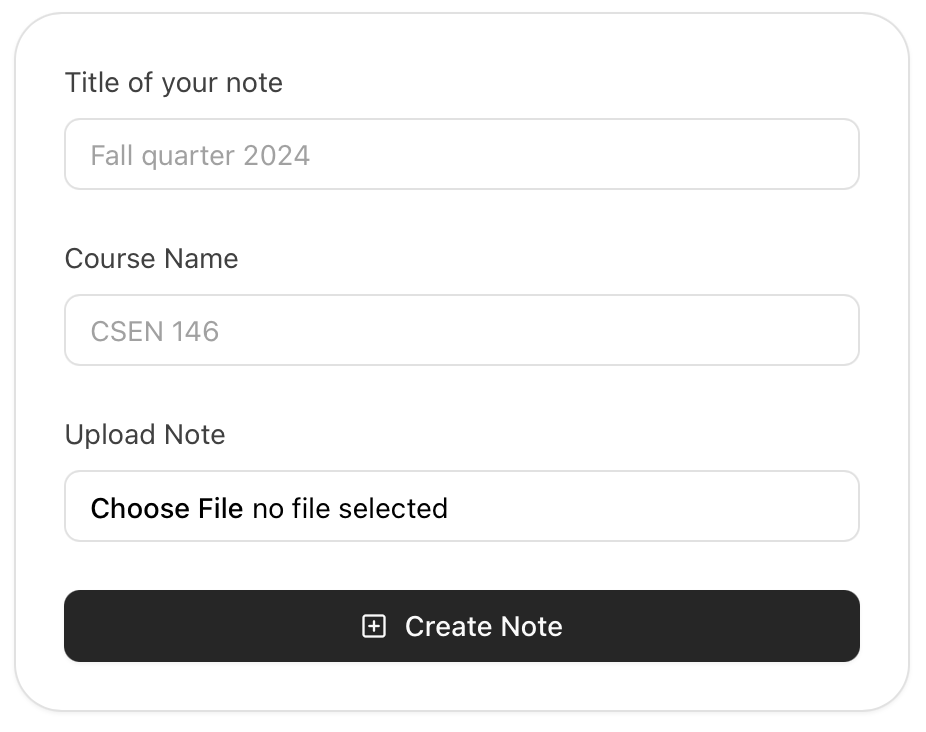 Title of your note
Fall quarter 2024
Course Name
CSEN 146
Upload Note
Choose File no file selected
Create Note